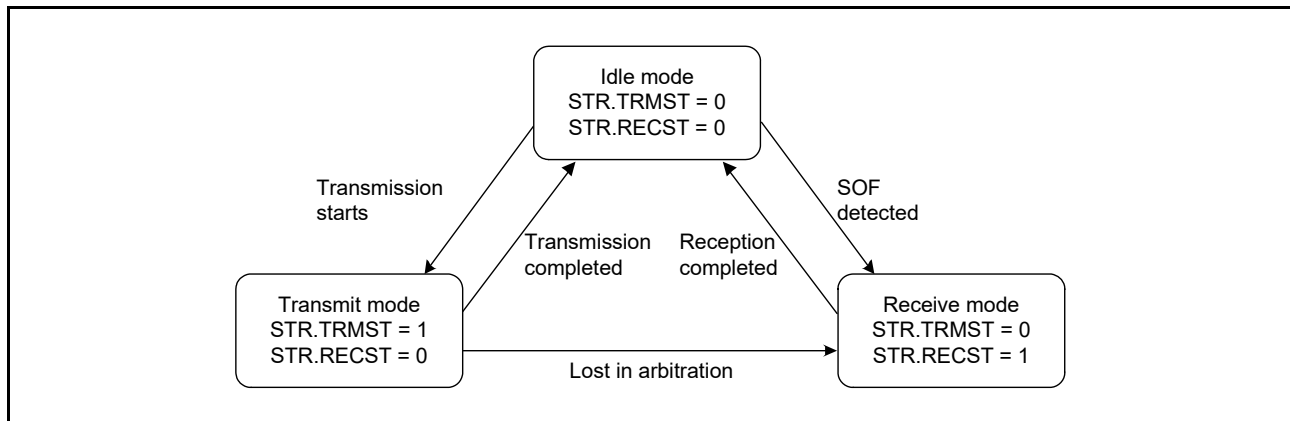 Idle mode
STR.TRMST = 0
STR.RECST = 0
Transmission
starts
SOF
detected
Transmission
completed
Reception
completed
Transmit mode
STR.TRMST = 1
STR.RECST = 0
Receive mode
STR.TRMST = 0
STR.RECST = 1
Lost in arbitration